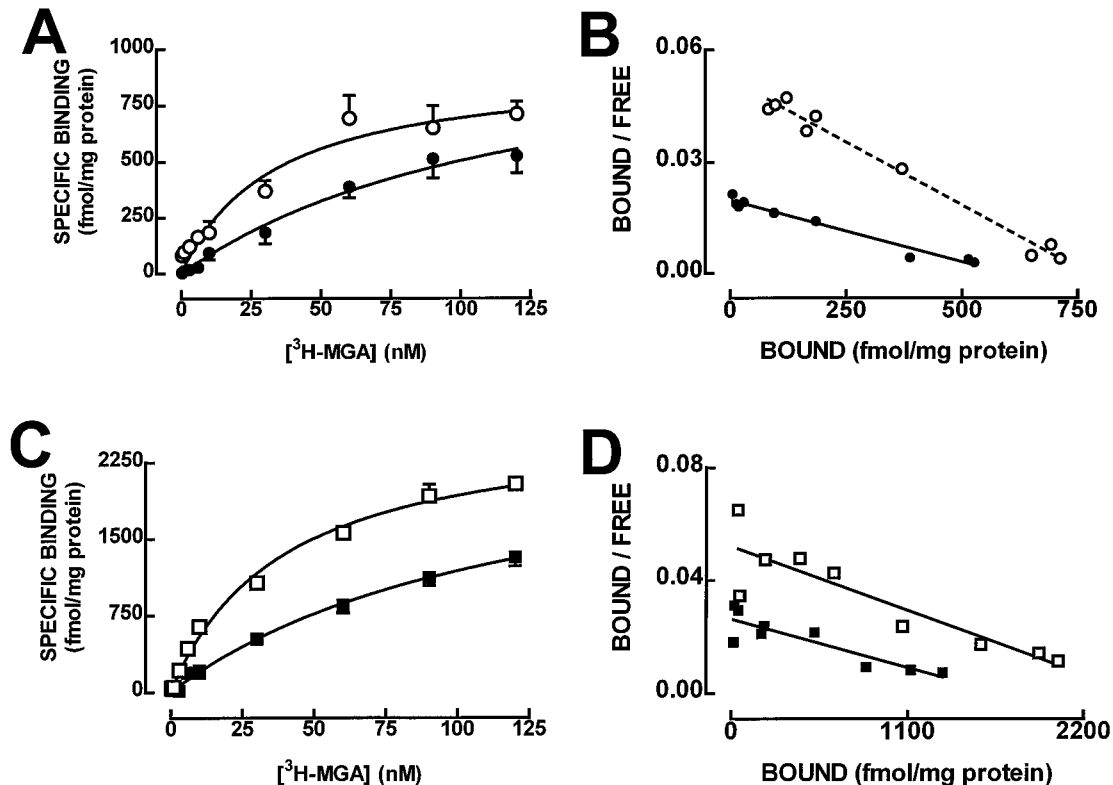 A
SPECIFIC BINDING
(fmol/mg protein)
1000
750
500
250
0
0 25 50 75 100 125
[³H-MGA] (nM)
B
BOUND / FREE
0.06
0.03
0.00
0 250 500 750
BOUND (fmol/mg protein)
C
SPECIFIC BINDING
(fmol/mg protein)
2250
1500
750
0
0 25 50 75 100 125
[³H-MGA] (nM)
D
BOUND / FREE
0.08
0.04
0.00
0 1100 2200
BOUND (fmol/mg protein)